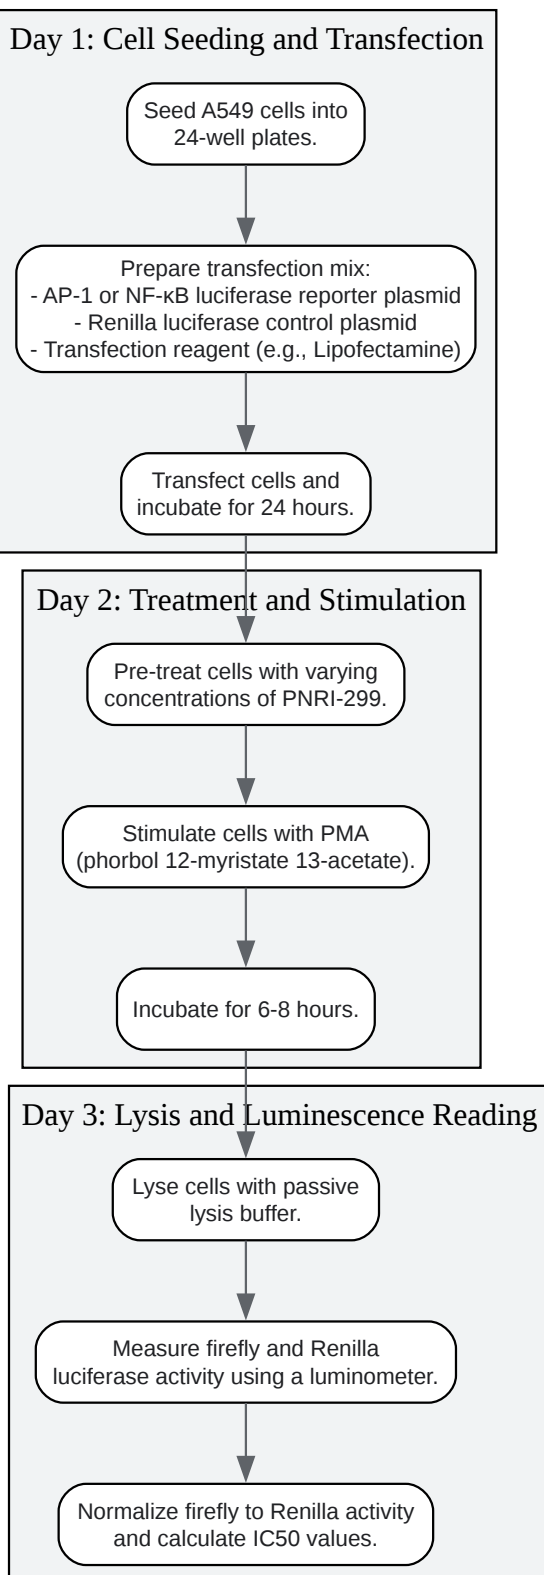 Day 1: Cell Seeding and Transfection
Seed A549 cells into
24-well plates.
Prepare transfection mix:
- AP-1 or NF-κB luciferase reporter plasmid
- Renilla luciferase control plasmid
- Transfection reagent (e.g., Lipofectamine)
Transfect cells and
incubate for 24 hours.
Day 2: Treatment and Stimulation
Pre-treat cells with varying
concentrations of PNRI-299.
Stimulate cells with PMA
(phorbol 12-myristate 13-acetate).
Incubate for 6-8 hours.
Day 3: Lysis and Luminescence Reading
Lyse cells with passive
lysis buffer.
Measure firefly and Renilla
luciferase activity using a luminometer.
Normalize firefly to Renilla activity
and calculate IC50 values.